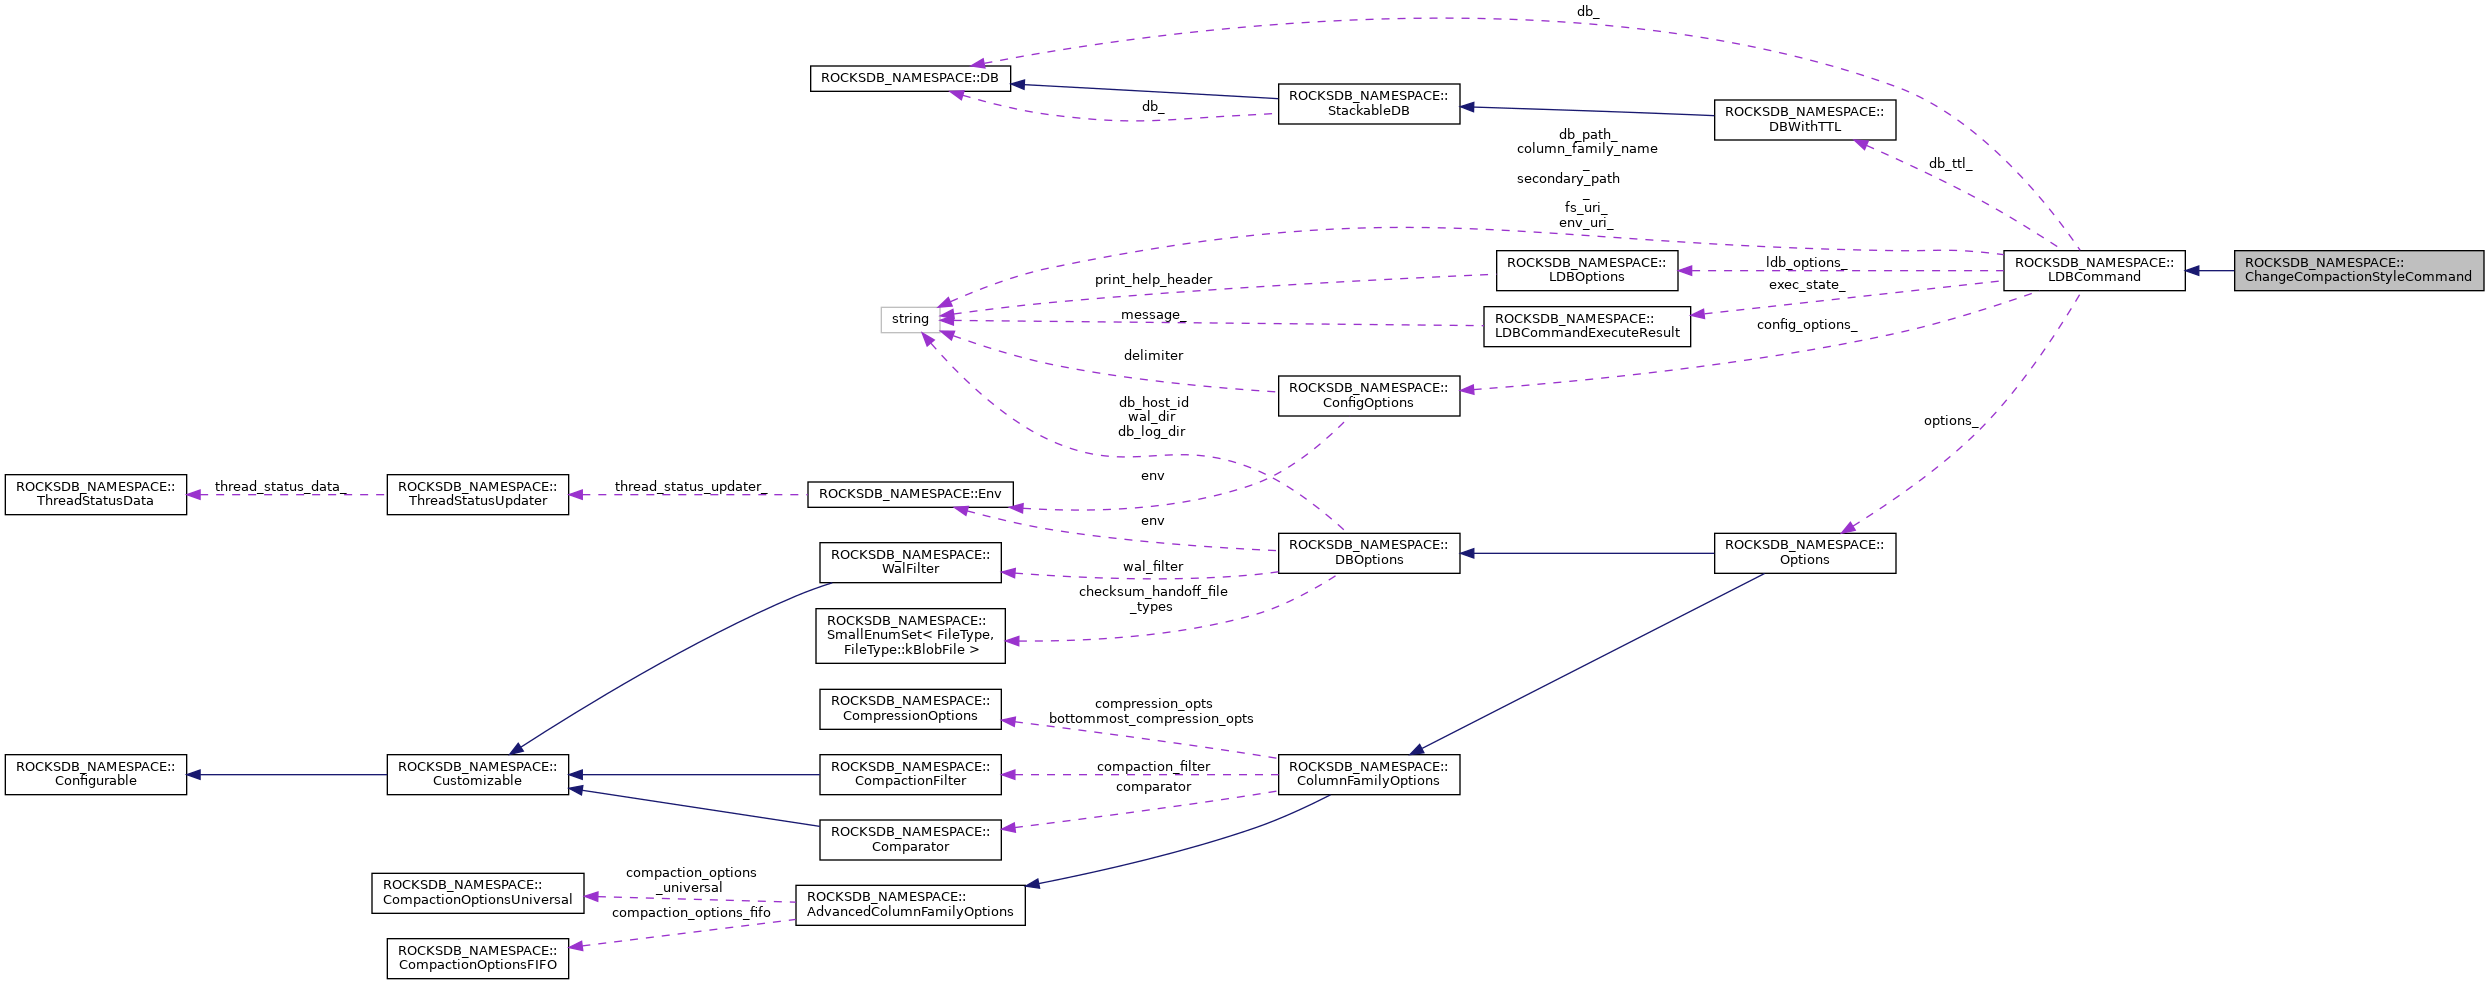 db_
ROCKSDB_NAMESPACE::DB
db_
ROCKSDB_NAMESPACE::
StackableDB
ROCKSDB_NAMESPACE::
DBWithTTL
db_path_
column_family_name
_
secondary_path
_
fs_uri_
env_uri_
db_ttl_
ROCKSDB_NAMESPACE::
LDBCommand
ROCKSDB_NAMESPACE::
ChangeCompactionStyleCommand
ROCKSDB_NAMESPACE::
LDBOptions
ldb_options_
print_help_header
exec_state_
string
message_
ROCKSDB_NAMESPACE::
LDBCommandExecuteResult
config_options_
delimiter
ROCKSDB_NAMESPACE::
ConfigOptions
db_host_id
wal_dir
db_log_dir
options_
env
ROCKSDB_NAMESPACE::
ThreadStatusData
thread_status_data_
ROCKSDB_NAMESPACE::
ThreadStatusUpdater
thread_status_updater_
ROCKSDB_NAMESPACE::Env
env
ROCKSDB_NAMESPACE::
DBOptions
ROCKSDB_NAMESPACE::
Options
ROCKSDB_NAMESPACE::
WalFilter
wal_filter
checksum_handoff_file
_types
ROCKSDB_NAMESPACE::
SmallEnumSet< FileType,
FileType::kBlobFile >
ROCKSDB_NAMESPACE::
CompressionOptions
compression_opts
bottommost_compression_opts
ROCKSDB_NAMESPACE::
Configurable
ROCKSDB_NAMESPACE::
Customizable
ROCKSDB_NAMESPACE::
CompactionFilter
compaction_filter
ROCKSDB_NAMESPACE::
ColumnFamilyOptions
comparator
ROCKSDB_NAMESPACE::
Comparator
ROCKSDB_NAMESPACE::
CompactionOptionsUniversal
compaction_options
_universal
ROCKSDB_NAMESPACE::
AdvancedColumnFamilyOptions
compaction_options_fifo
ROCKSDB_NAMESPACE::
CompactionOptionsFIFO